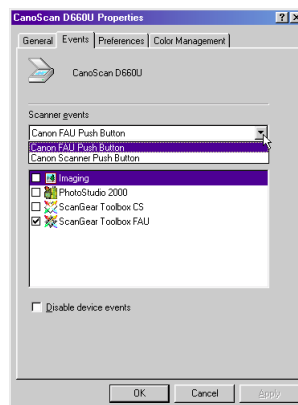 CanoScan D660U Properties
General Events Preferences Color Management
CanoScan D660U
Scanner events
Canon FAU Push Button
Canon FAU Push Button
Canon Scanner Push Button
Imaging
PhotoStudio 2000
ScanGear Toolbox CS
ScanGear Toolbox FAU
Disable device events
OK Cancel Apply